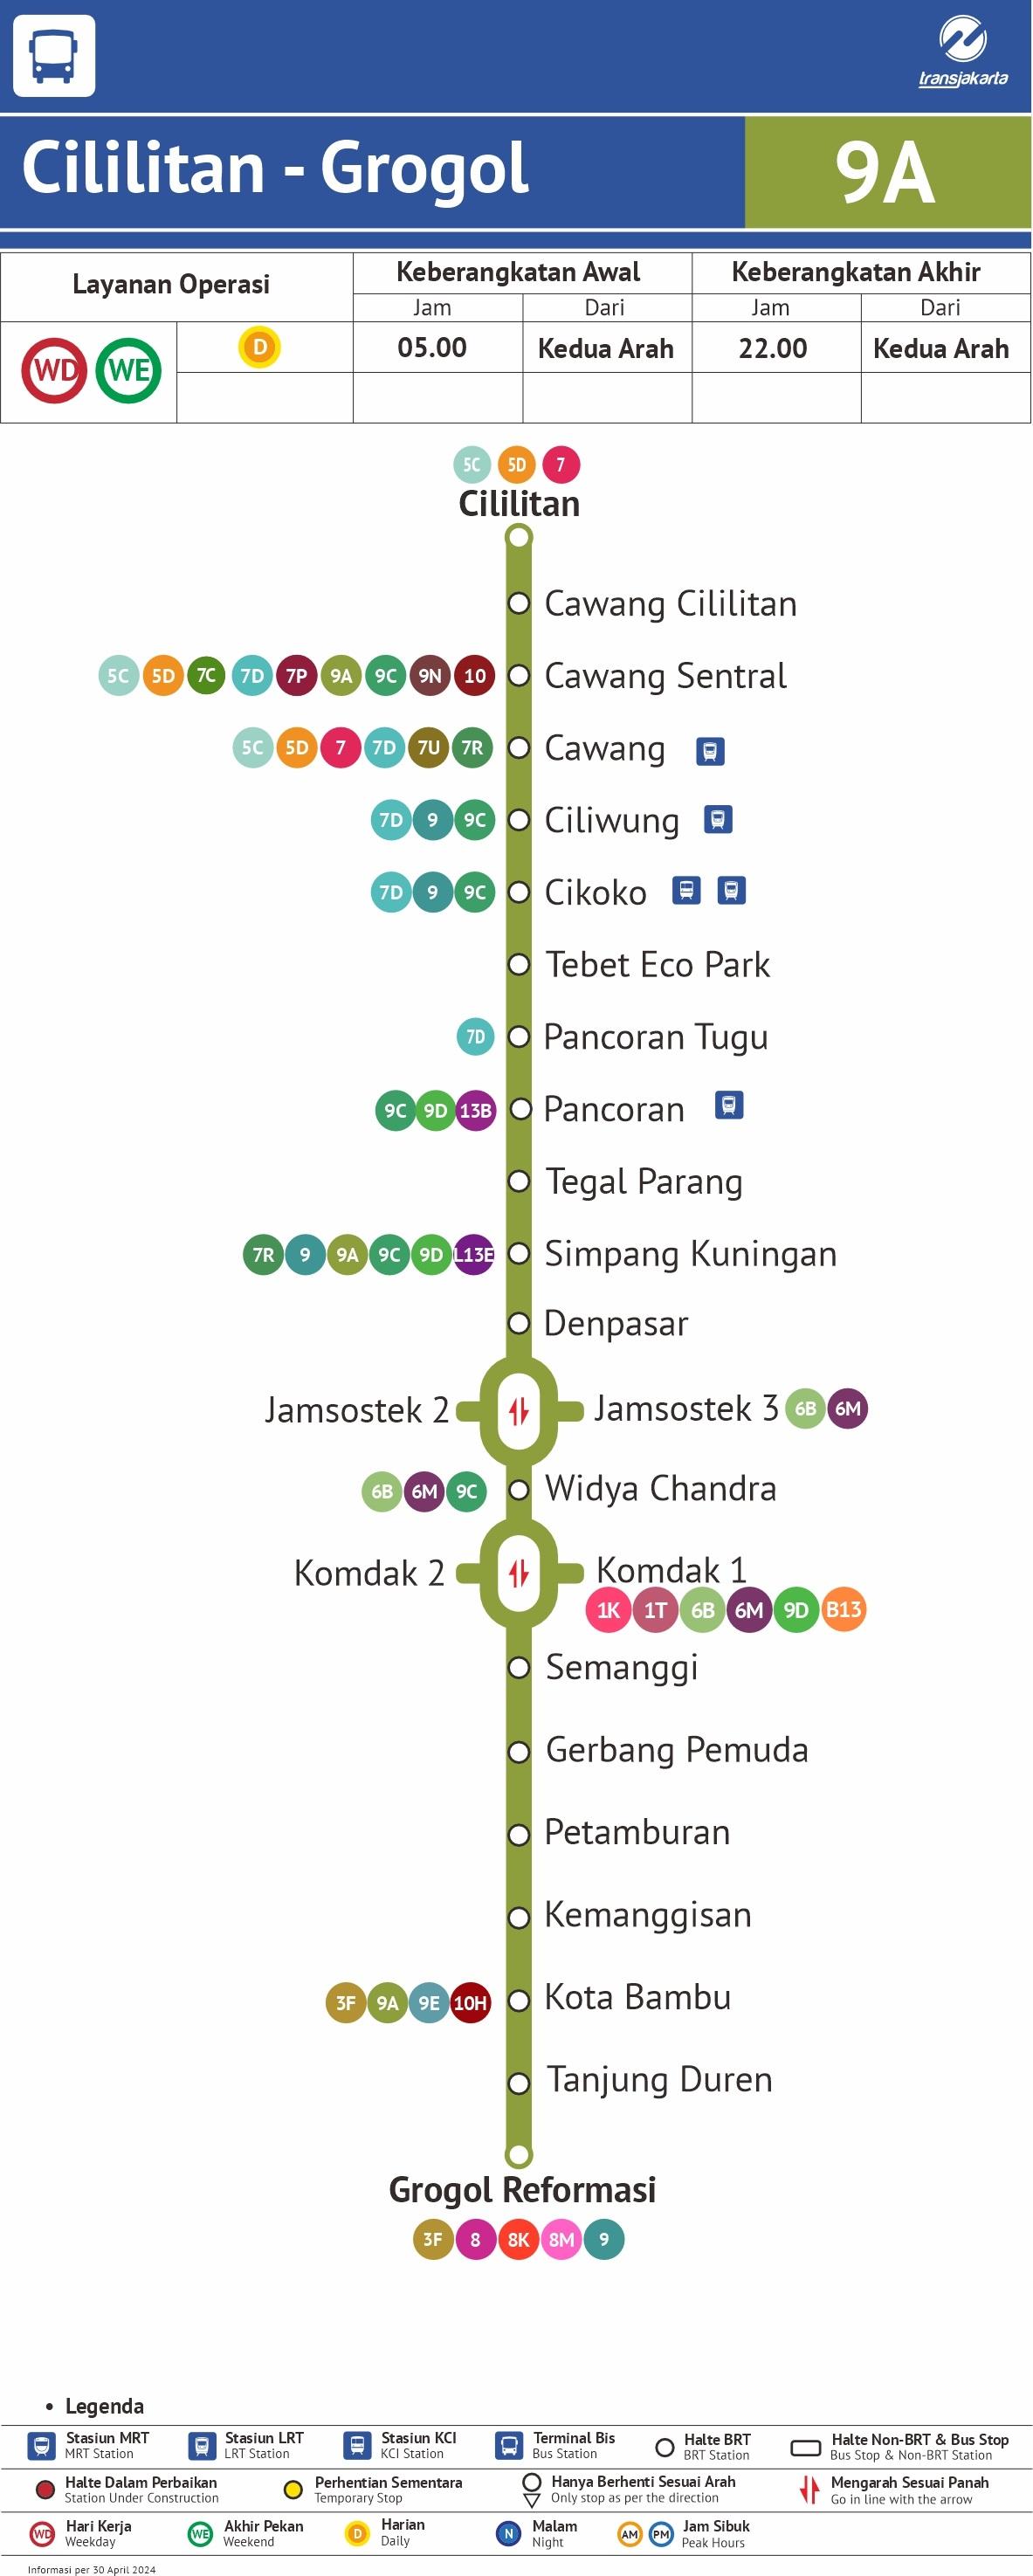 transjakarta
Cililitan - Grogol
9A
Layanan Operasi
Keberangkatan Awal
Keberangkatan Akhir
Jam
Dari
Jam
Dari
WD WE
D
05.00
Kedua Arah
22.00
Kedua Arah
5C 5D 7
Cililitan
Cawang Cililitan
5C 5D 7C 7D 7P 9A 9C 9N 10 Cawang Sentral
5C 5D 7 7D 7U 7R Cawang
7D 9 9C Ciliwung
7D 9 9C Cikoko
Tebet Eco Park
7D Pancoran Tugu
9C 9D 13B Pancoran
Tegal Parang
7R 9 9A 9C 9D L13E Simpang Kuningan
Denpasar
Jamsostek 2 Jamsostek 3 6B 6M
6B 6M 9C Widya Chandra
Komdak 2 Komdak 1
1K 1T 6B 6M 9D B13
Semanggi
Gerbang Pemuda
Petamburan
Kemanggisan
3F 9A 9E 10H Kota Bambu
Tanjung Duren
Grogol Reformasi
3F 8 8K 8M 9
• Legenda
Stasiun MRT
MRT Station
Stasiun LRT
LRT Station
Stasiun KCI
KCI Station
Terminal Bis
Bus Station
Halte BRT
BRT Station
Halte Non-BRT & Bus Stop
Bus Stop & Non-BRT Station
Halte Dalam Perbaikan
Station Under Construction
Perhentian Sementara
Temporary Stop
Hanya Berhenti Sesuai Arah
Only stop as per the direction
Mengarah Sesuai Panah
Go in line with the arrow
WD Hari Kerja
Weekday
WE Akhir Pekan
Weekend
D Harian
Daily
N Malam
Night
AM PM Jam Sibuk
Peak Hours
Informasi per 30 April 2024